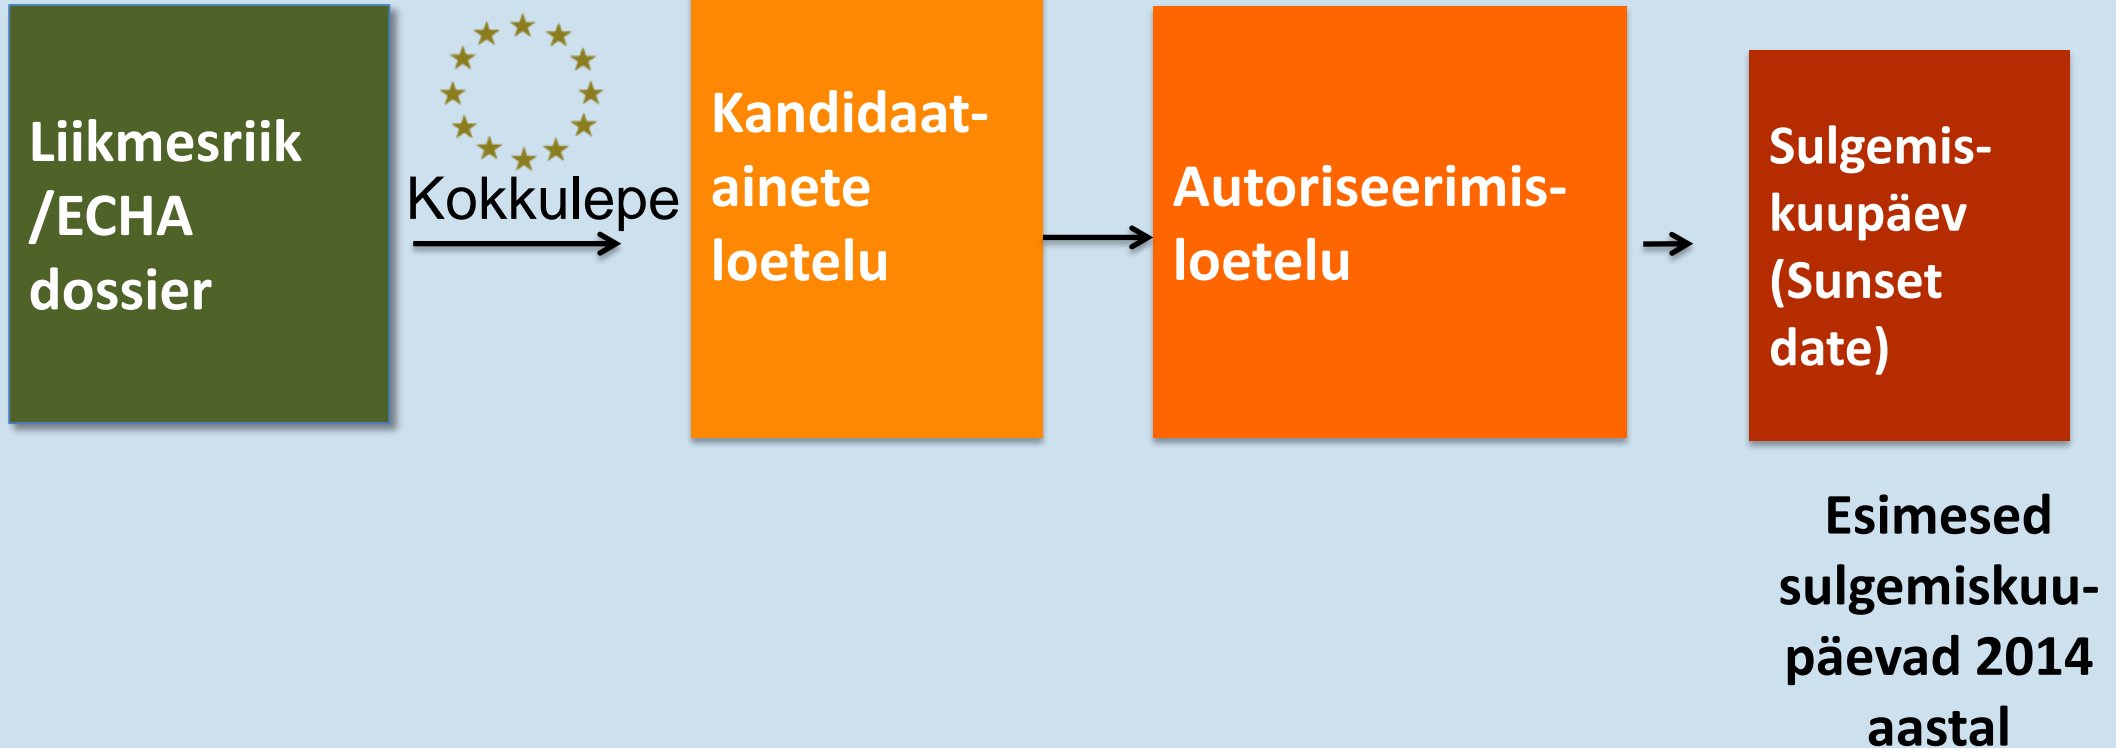 Liikmesriik
/ECHA
dossier
Kokkulepe
Kandidaat-
ainete
loetelu
Autoriseerimis-
loetelu
Sulgemis-
kuupäev
(Sunset
date)
Esimesed
sulgemiskuu-
päevad 2014
aastal